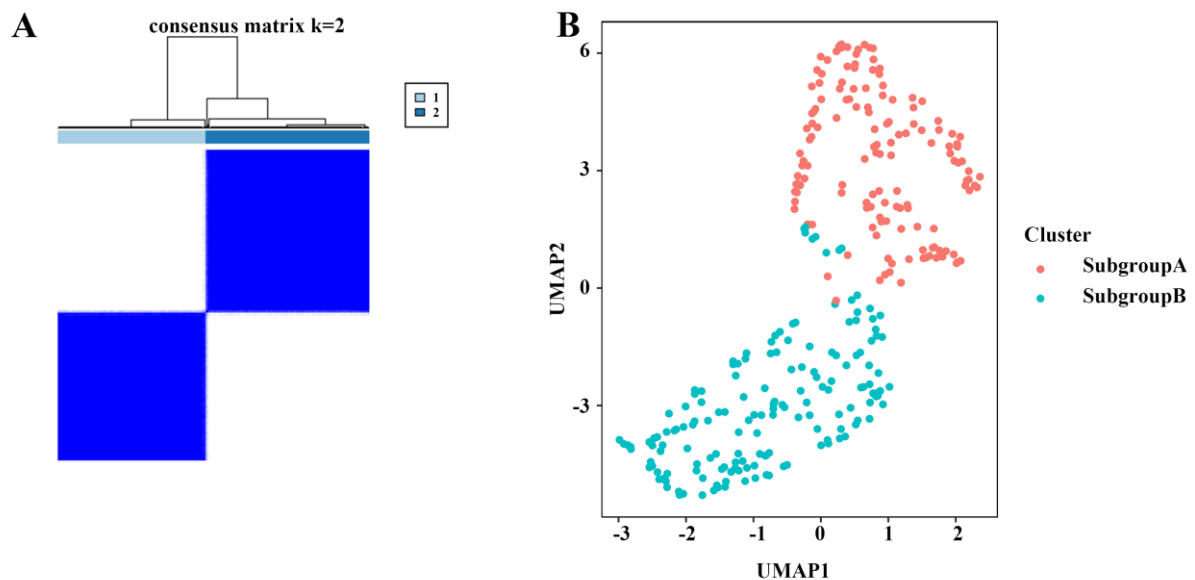 A
consensus matrix k=2
1
2
B
6
3
0
-3
UMAP2
-3
-2
-1
0
1
2
UMAP1
Cluster
SubgroupA
SubgroupB